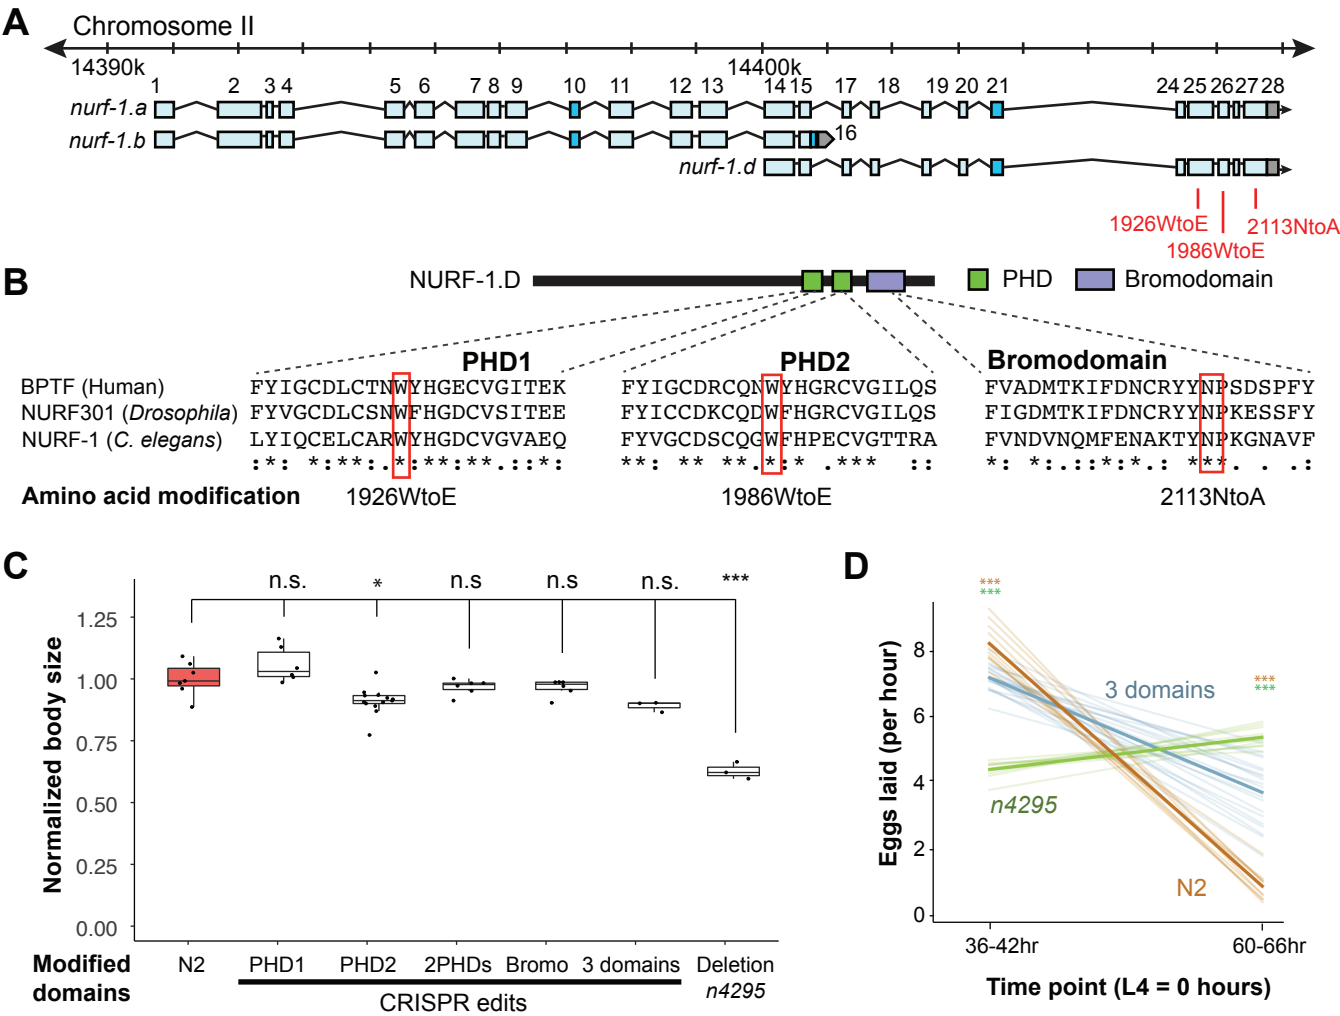 A
Chromosome II
14390k
14400k
1 2 3 4 5 6 7 8 9 10 11 12 13 14 15 17 18 19 20 21 24 25 26 27 28
nurf-1.a
nurf-1.b
16
nurf-1.d
1926WtoE
2113NtoA
1986WtoE
B
NURF-1.D
PHD
Bromodomain
PHD1
PHD2
Bromodomain
BPTF (Human) FYIGCDLCTNWYHGECVGITEK FYIGCDRCQNWYHGRCVGILQS FVADMTKIFDNCRYYNPSDSPFY
NURF301 (Drosophila) FYVGCDLCSNWFHGDCVSITEE FYICCDKCQDWFHGRCVGILQS FIGDMTKIFDNCRYYNPKESSFY
NURF-1 (C. elegans) LYIQCELCARWYHGDCVGVAEQ FYVGCDSCQGWFHPECVGTTRA FVNDVNQMFENAKTYNPKGNAVF
:*: *:**:.*:**:**.:*: **: ** **.*:** .*** :: *: *:.::*:*.: ***. . .:
Amino acid modification
1926WtoE
1986WtoE
2113NtoA
C
n.s. * n.s n.s n.s. ***
Normalized body size
1.25
1.00
0.75
0.50
0.25
0.00
Modified domains
N2
PHD1
PHD2
2PHDs
Bromo
3 domains
Deletion
n4295
CRISPR edits
D
***
***
***
***
3 domains
n4295
N2
Eggs laid (per hour)
8
6
4
2
0
36-42hr
60-66hr
Time point (L4 = 0 hours)